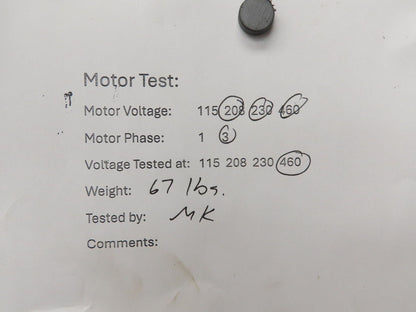 Motor Test:
Motor Voltage: 115 208 230 460
Motor Phase: 1 3
Voltage Tested at: 115 208 230 460
Weight: 67 lbs.
Tested by: MK
Comments: